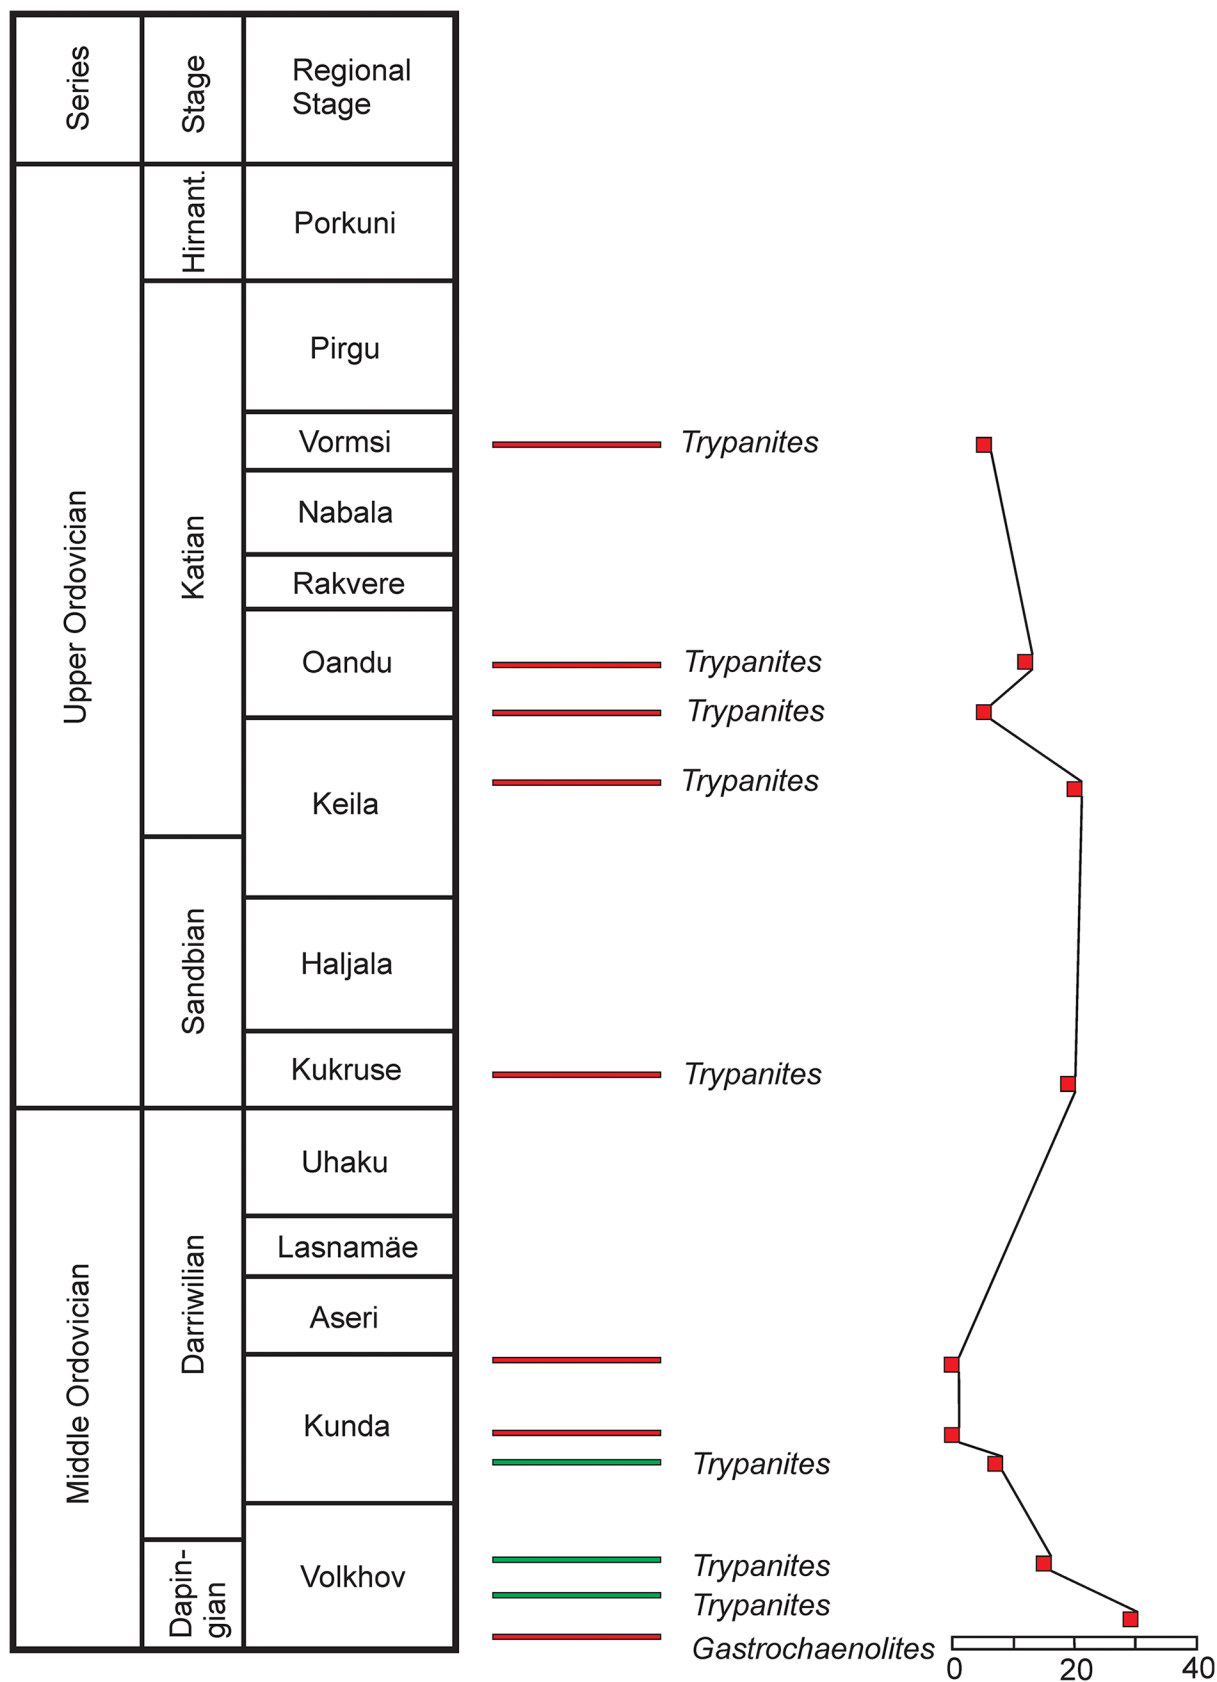 Series
Stage
Regional
Stage
Upper Ordovician
Hirnant.
Porkuni
Katian
Pirgu
Vormsi
Trypanites
Nabala
Rakvere
Oandu
Trypanites
Trypanites
Keila
Trypanites
Sandbian
Haljala
Kukruse
Trypanites
Middle Ordovician
Darriwilian
Uhaku
Lasnamäe
Aseri
Kunda
Trypanites
Dapin-
gian
Volkhov
Trypanites
Trypanites
Gastrochaenolites
0 20 40